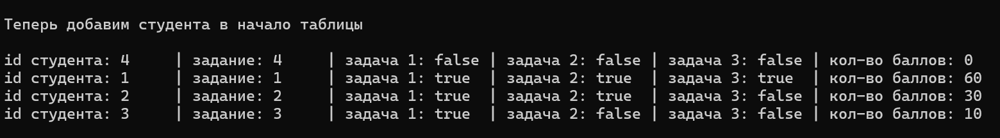 Теперь добавим студента в начало таблицы
id студента: 4 | задание: 4 | задача 1: false | задача 2: false | задача 3: false | кол-во баллов: 0
id студента: 1 | задание: 1 | задача 1: true | задача 2: true | задача 3: true | кол-во баллов: 60
id студента: 2 | задание: 2 | задача 1: true | задача 2: true | задача 3: false | кол-во баллов: 30
id студента: 3 | задание: 3 | задача 1: true | задача 2: false | задача 3: false | кол-во баллов: 10